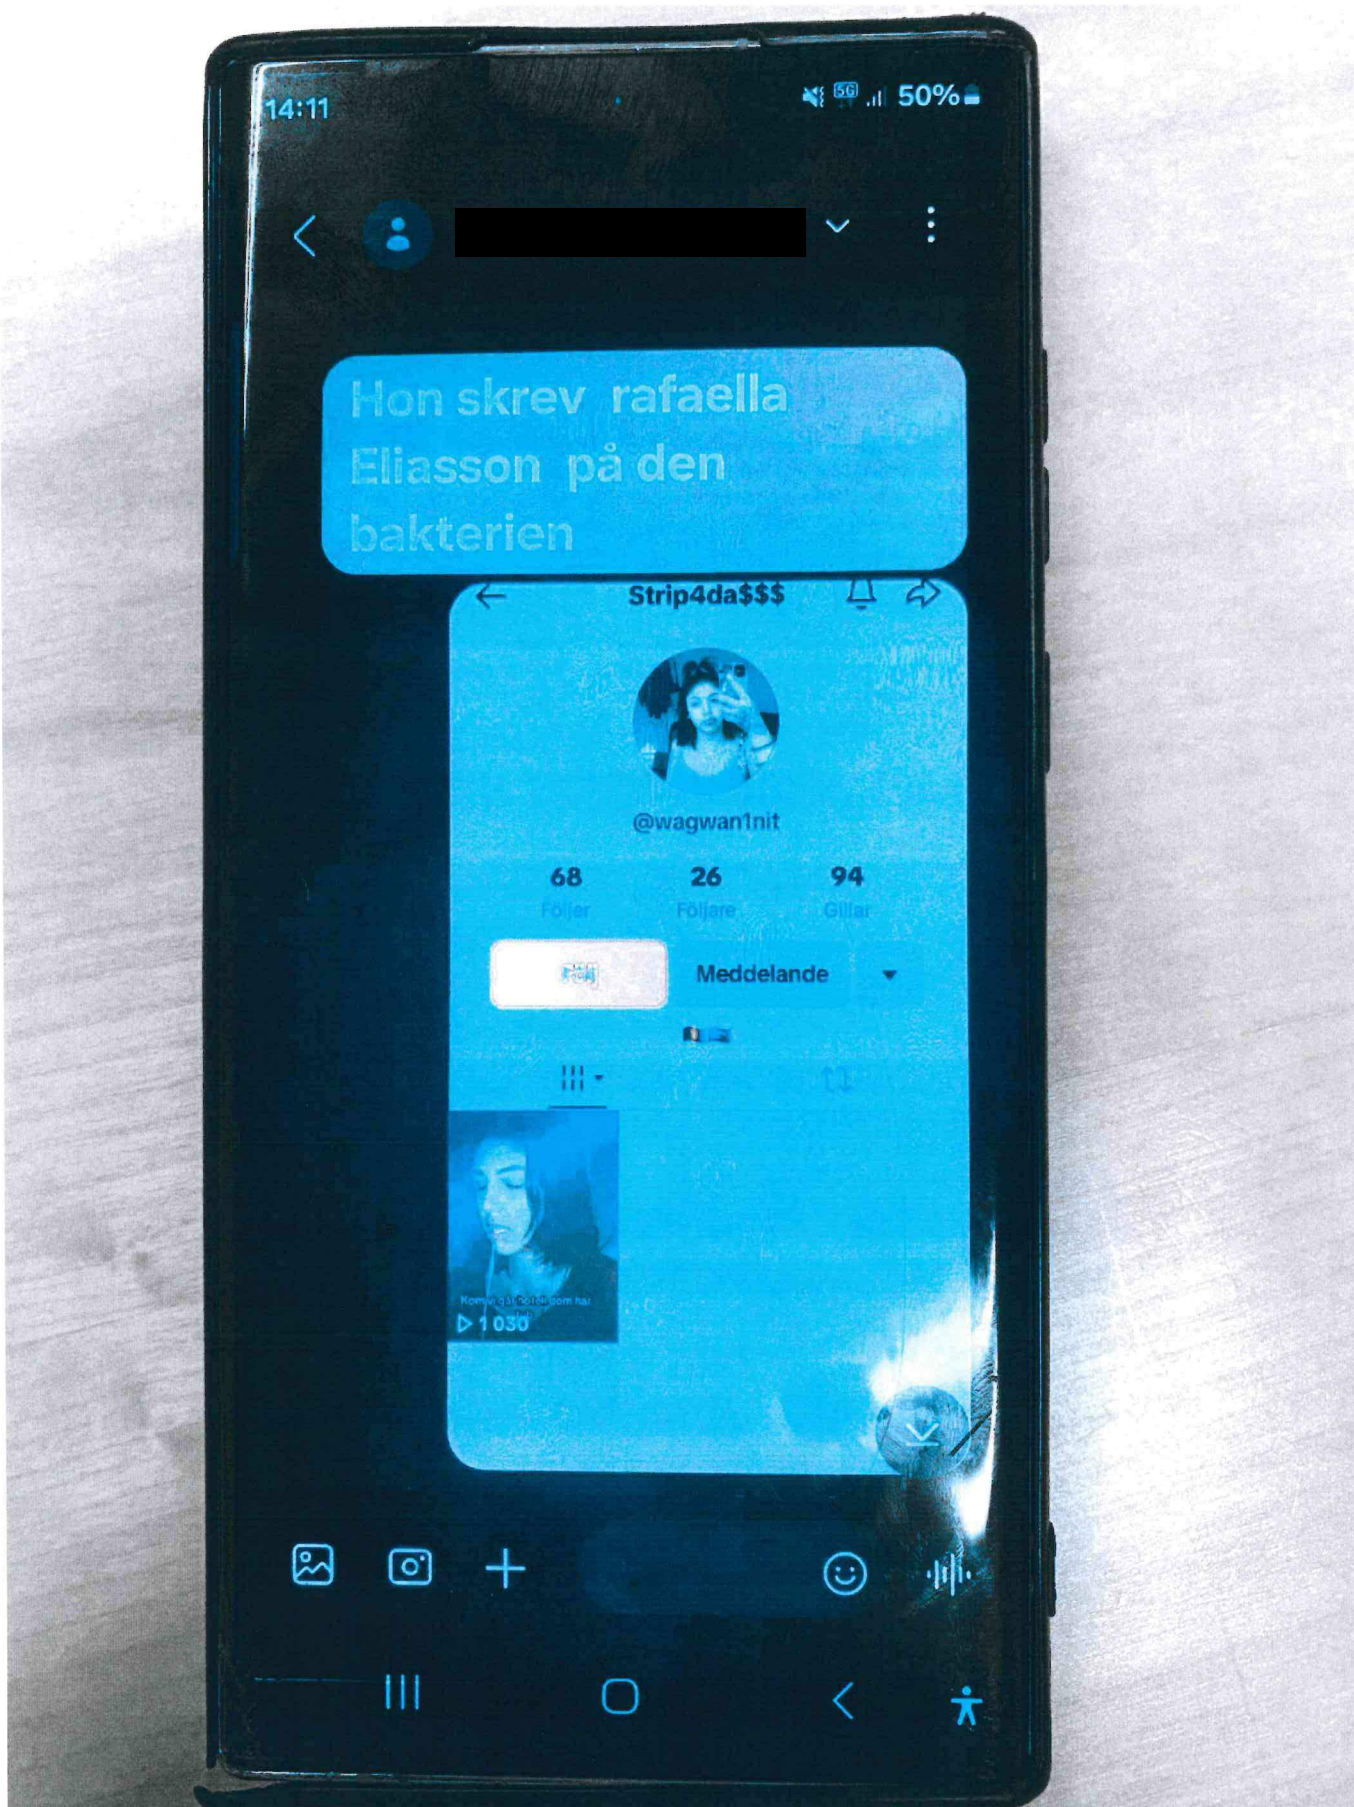 14:11
5G 50%
Hon skrev rafaella
Eliasson på den
bakterien
Strip4da$$$
@wagwan1nit
68 26 94
Följer Följare Gillar
Meddelande
1 030